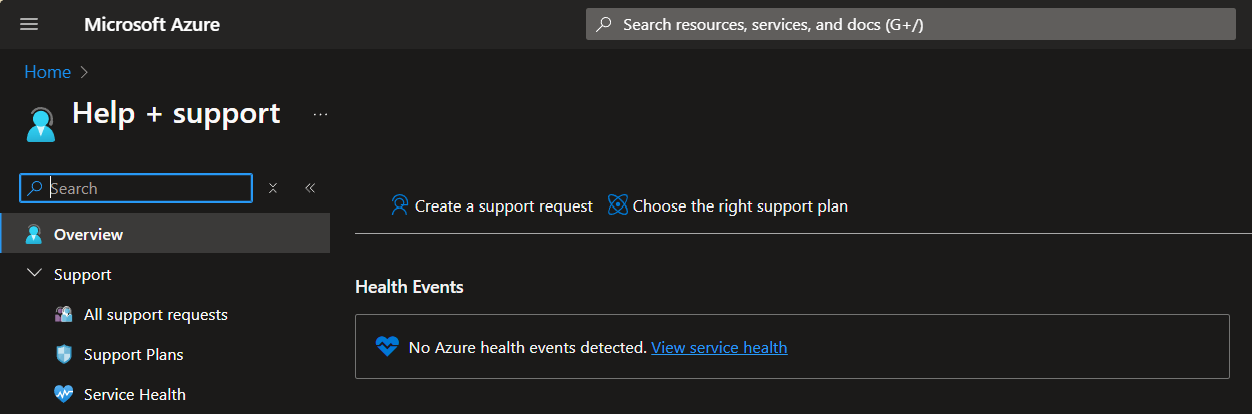 Microsoft Azure
Search resources, services, and docs (G+/)
Home
Help + support
Search
Create a support request
Choose the right support plan
Overview
Support
All support requests
Support Plans
Service Health
Health Events
No Azure health events detected. View service health